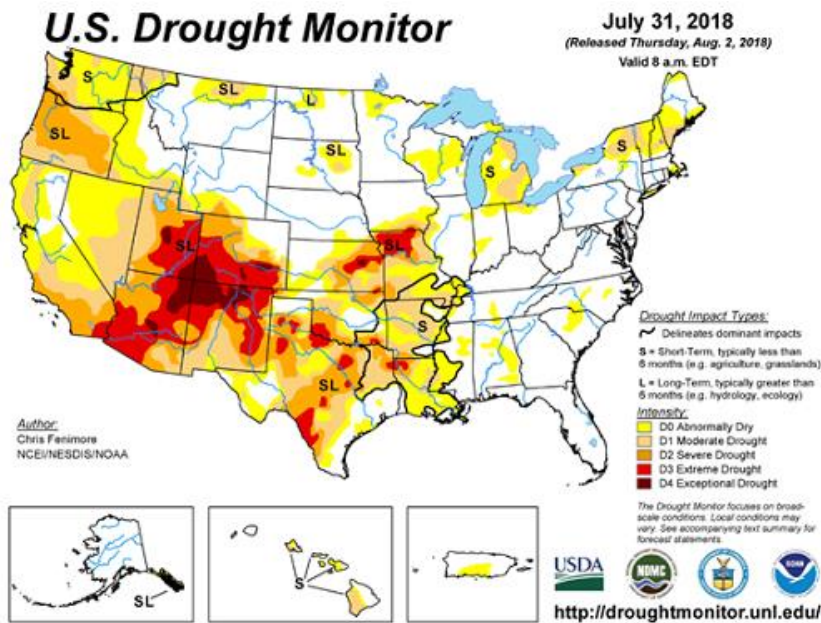 U.S. Drought Monitor
July 31, 2018
(Released Thursday, Aug. 2, 2018)
Valid 8 a.m. EDT
S
SL
L
SL
SL
S
S
SL
SL
S
SL
Drought Impact Types:
Delineates dominant impacts
S = Short-Term, typically less than
6 months (e.g. agriculture, grasslands)
L = Long-Term, typically greater than
6 months (e.g. hydrology, ecology)
Intensity:
D0 Abnormally Dry
D1 Moderate Drought
D2 Severe Drought
D3 Extreme Drought
D4 Exceptional Drought
Author:
Chris Fenimore
NCEI/NESDIS/NOAA
The Drought Monitor focuses on broad-
scale conditions. Local conditions may
vary. See accompanying text summary for
forecast statements.
SL
S
USDA
NDMC
NOAA
http://droughtmonitor.unl.edu/